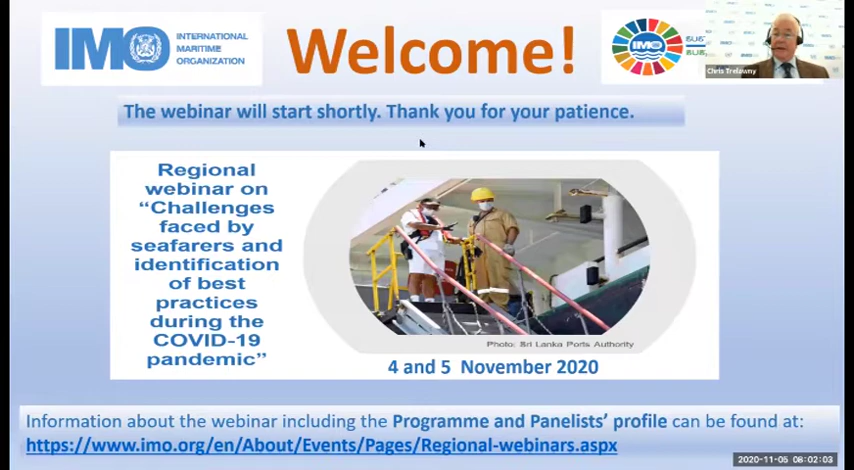 IMO
INTERNATIONAL
MARITIME
ORGANIZATION
Welcome!
IMO
Chris Trelawny
The webinar will start shortly. Thank you for your patience.
Regional
webinar on
“Challenges
faced by
seafarers and
identification
of best
practices
during the
COVID-19
pandemic”
Photo: Sri Lanka Ports Authority
4 and 5 November 2020
Information about the webinar including the Programme and Panelists’ profile can be found at:
https://www.imo.org/en/About/Events/Pages/Regional-webinars.aspx
2020-11-05 08:02:03